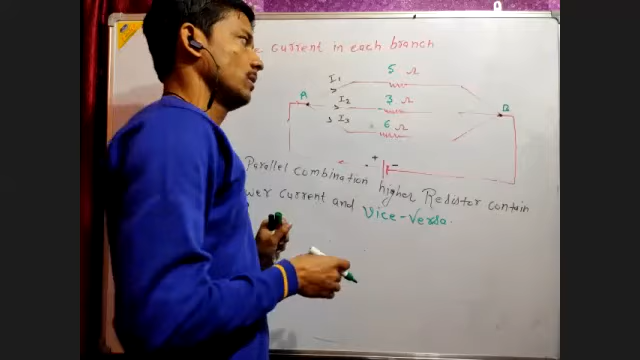 current in each branch
5 Ω
I₁
A
I₂
3 Ω
B
I₃
6 Ω
+ -
Parallel combination higher Resistor contain
wer current and Vice-Versa.